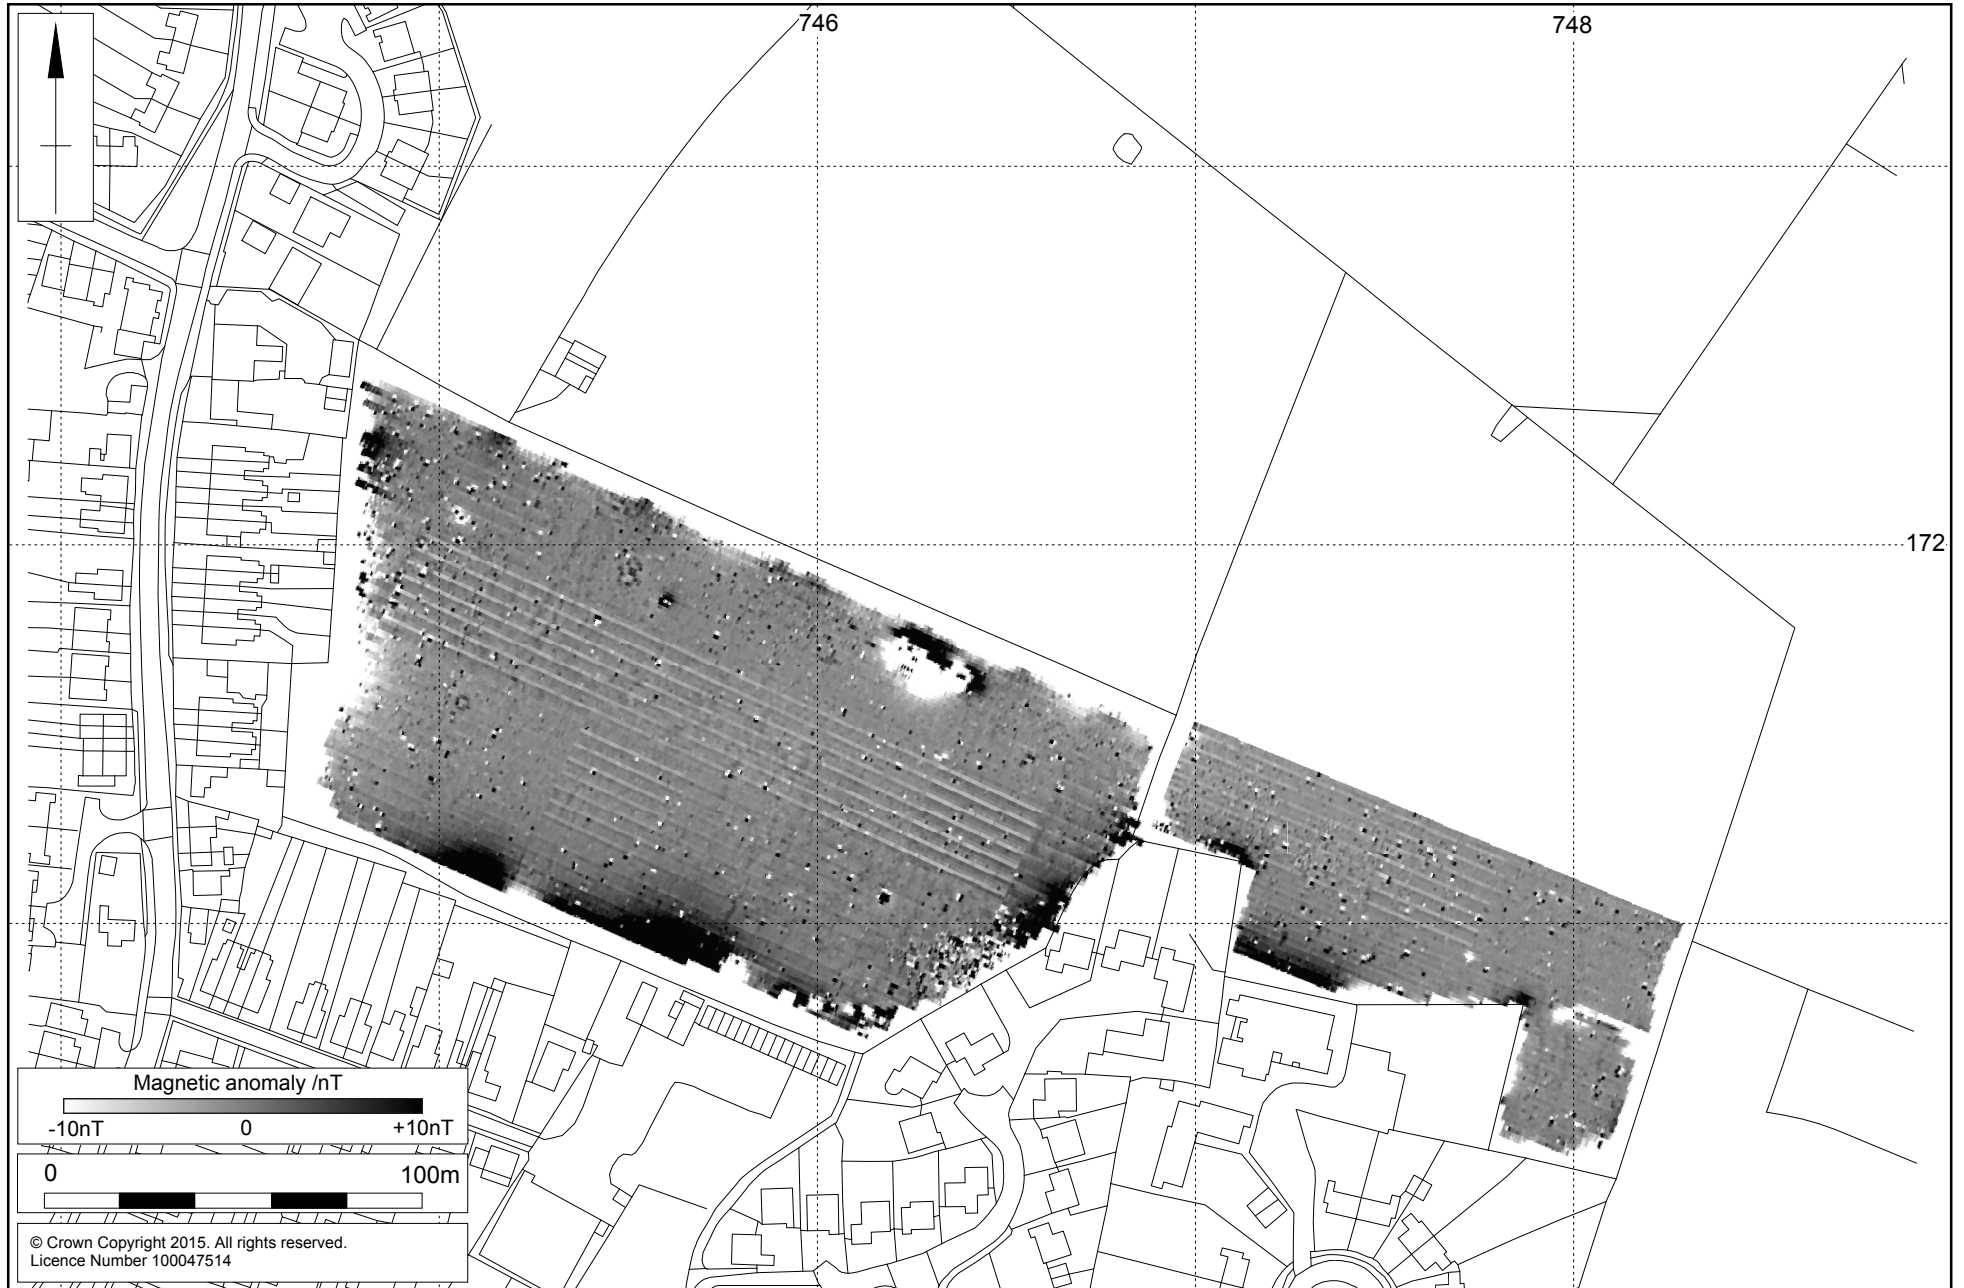 746
748
172
Magnetic anomaly /nT
-10nT 0 +10nT
0 100m
© Crown Copyright 2015. All rights reserved.
Licence Number 100047514